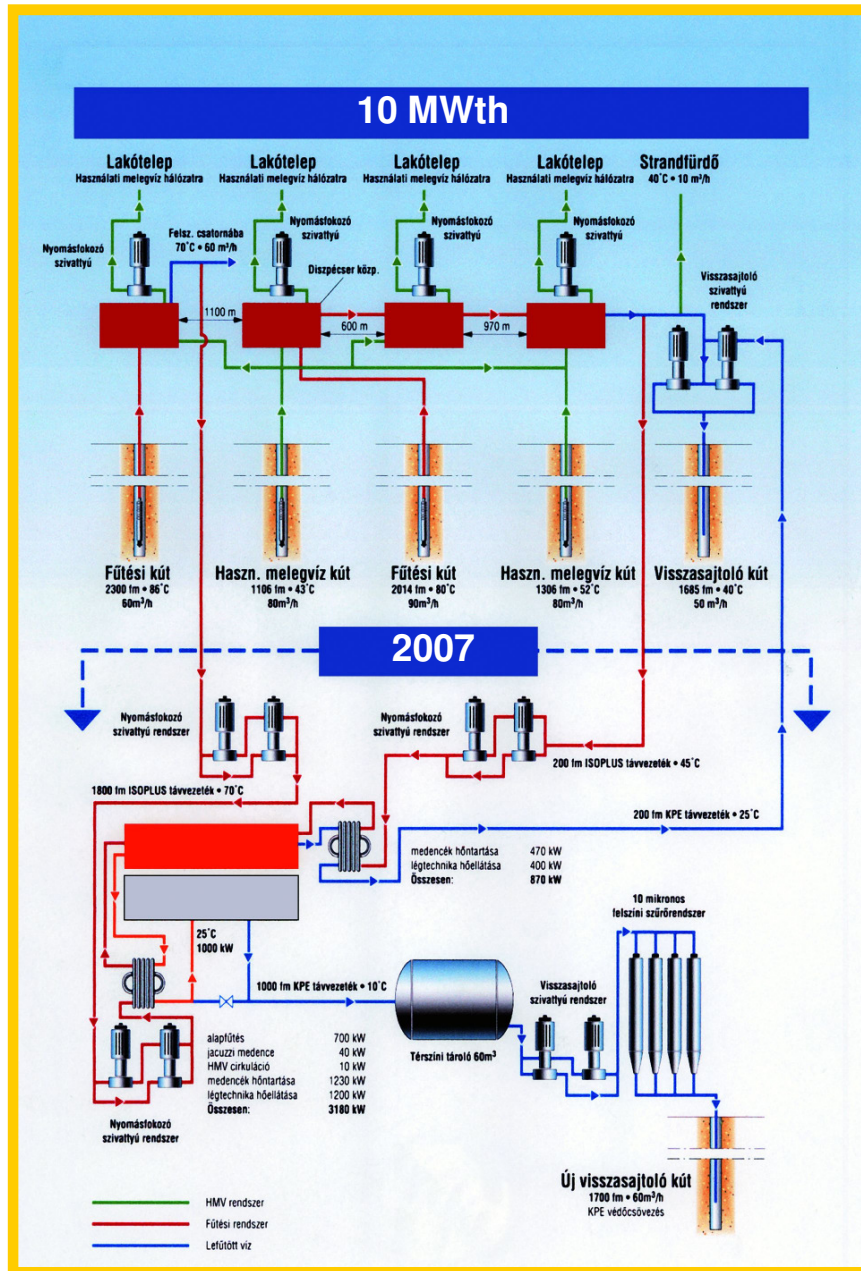 10 MWth
Lakótelep
Használati melegvíz hálózatra
Lakótelep
Használati melegvíz hálózatra
Lakótelep
Használati melegvíz hálózatra
Lakótelep
Használati melegvíz hálózatra
Strandfürdő
40°C • 10 m³/h
Nyomásfokozó
szivattyú
Felsz. csatornába
70°C • 60 m³/h
Nyomásfokozó
szivattyú
Nyomásfokozó
szivattyú
Nyomásfokozó
szivattyú
Diszpécser közp.
Visszasajtoló
szivattyú
rendszer
1100 m
600 m
970 m
Fűtési kút
2300 fm • 86°C
60m³/h
Haszn. melegvíz kút
1106 fm • 43°C
80m³/h
Fűtési kút
2014 fm • 80°C
90m³/h
Haszn. melegvíz kút
1306 fm • 52°C
80m³/h
Visszasajtoló kút
1685 fm • 40°C
50 m³/h
2007
Nyomásfokozó
szivattyú rendszer
Nyomásfokozó
szivattyú rendszer
200 fm ISOPLUS távvezeték • 45°C
1800 fm ISOPLUS távvezeték • 70°C
200 fm KPE távvezeték • 25°C
medencék hőntartása 470 kW
légtechnika hőellátása 400 kW
Összesen: 870 kW
10 mikronos
felszíni szűrőrendszer
25°C
1000 kW
1000 fm KPE távvezeték • 10°C
Visszasajtoló
szivattyú rendszer
Térszíni tároló 60m³
alapfűtés 700 kW
jacuzzi medence 40 kW
HMV cirkuláció 10 kW
medencék hőntartása 1230 kW
légtechnika hőellátása 1200 kW
Összesen: 3180 kW
Nyomásfokozó
szivattyú rendszer
Új visszasajtoló kút
1700 fm • 60m³/h
KPE védőcsövezés
HMV rendszer
Fűtési rendszer
Lefűtött víz